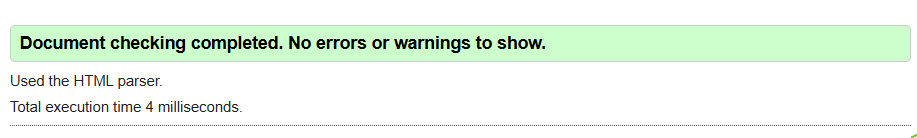 Document checking completed. No errors or warnings to show.
Used the HTML parser.
Total execution time 4 milliseconds.